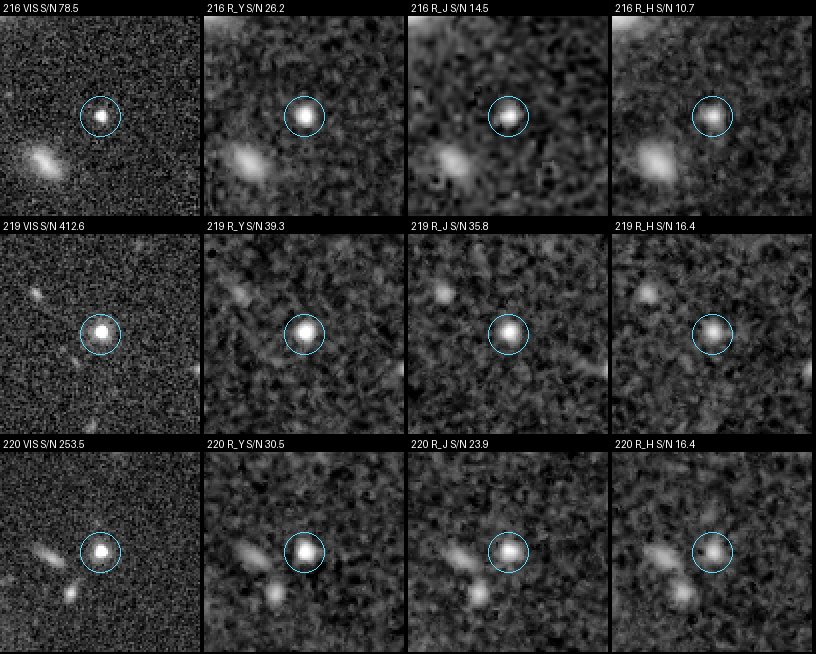 216 VIS S/N 78.5
216 R_Y S/N 26.2
216 R_J S/N 14.5
216 R_H S/N 10.7
219 VIS S/N 412.6
219 R_Y S/N 39.3
219 R_J S/N 35.8
219 R_H S/N 16.4
220 VIS S/N 253.5
220 R_Y S/N 30.5
220 R_J S/N 23.9
220 R_H S/N 16.4